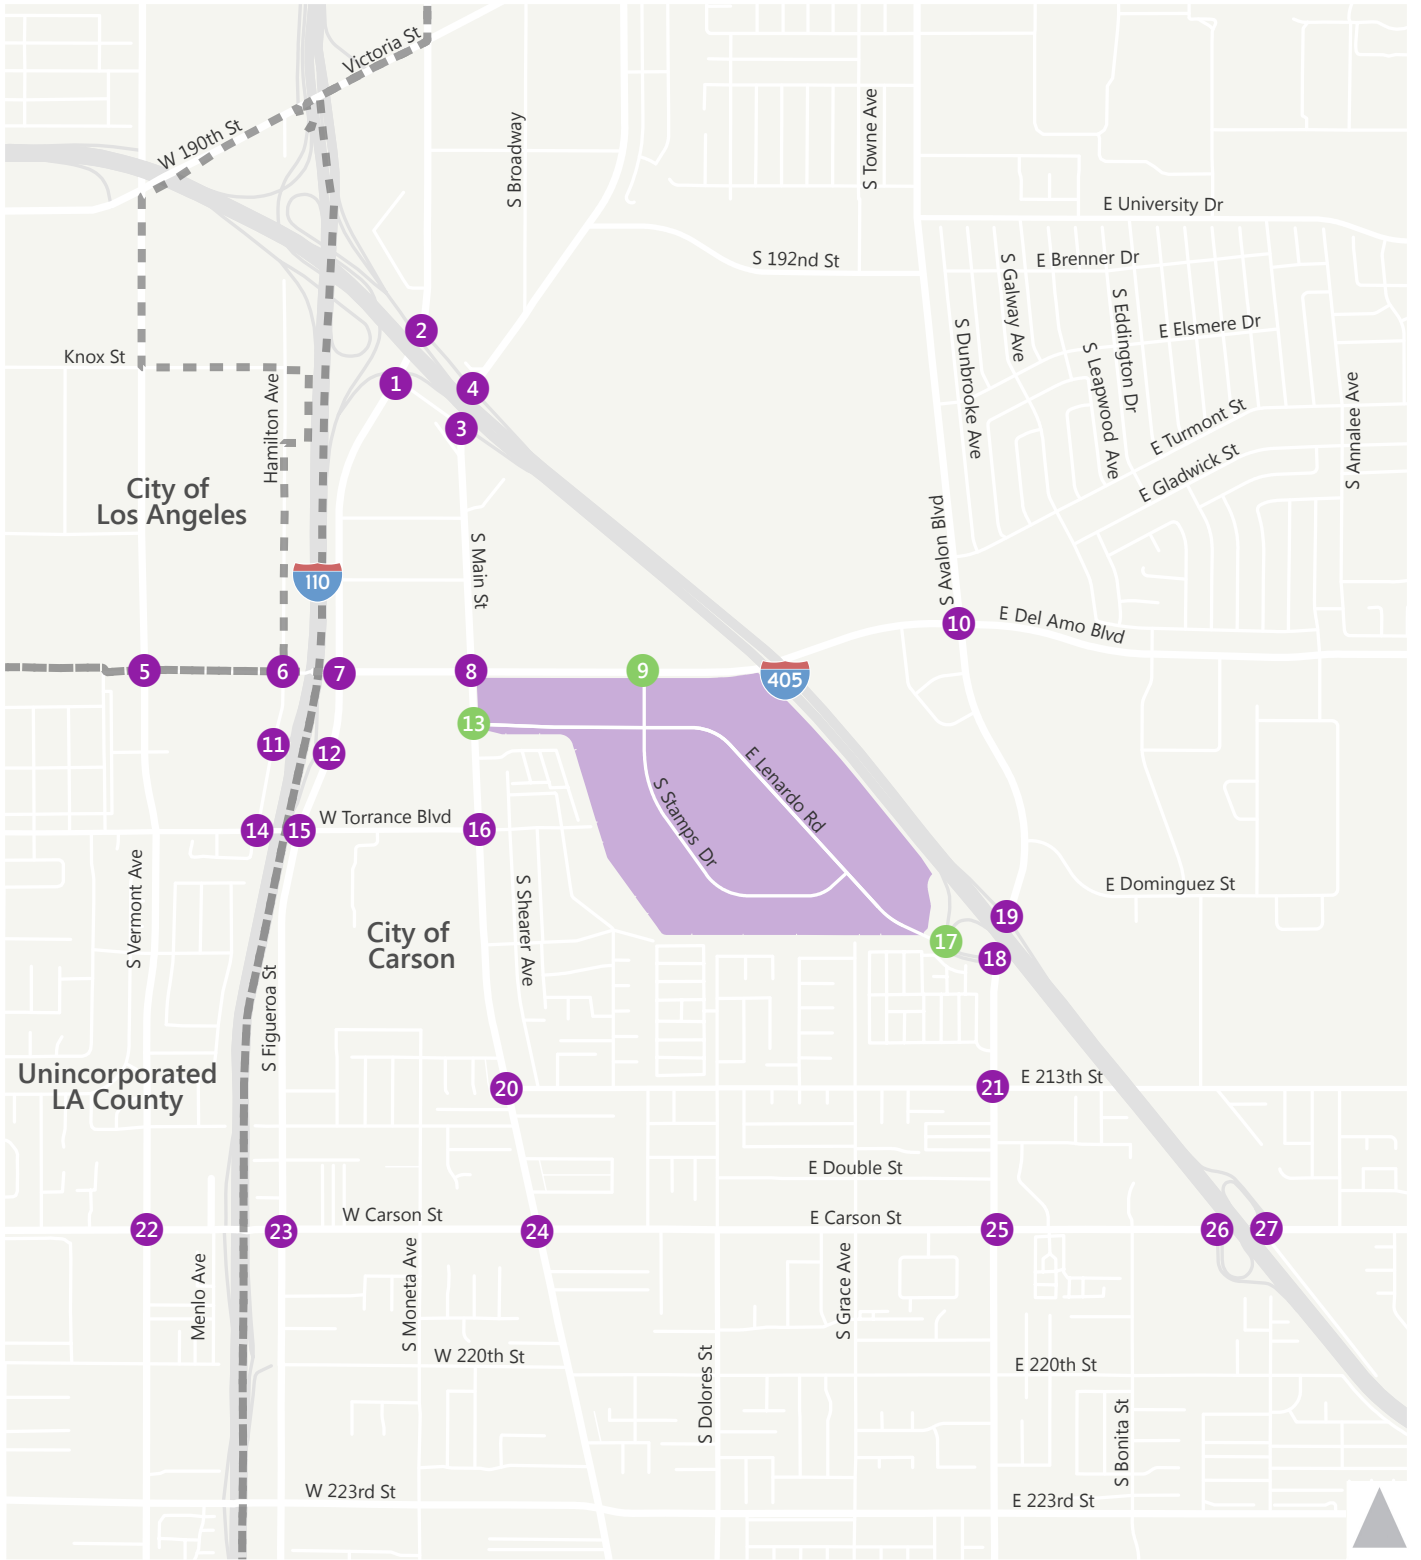 Victoria St
W 190th St
S Broadway
S Towne Ave
E University Dr
S 192nd St
E Brenner Dr
S Galway Ave
S Eddington Dr
E Elsmere Dr
S Dunbrooke Ave
S Leapwood Ave
2
Knox St
1
4
Hamilton Ave
3
E Turmont St
E Gladwick St
S Annalee Ave
City of
Los Angeles
S Avalon Blvd
S Main St
110
10
E Del Amo Blvd
5
6
7
8
9
405
13
11
12
E Lenardo Rd
S Stamps Dr
14
15
W Torrance Blvd
16
S Vermont Ave
S Shearer Ave
E Dominguez St
City of
Carson
19
17
18
S Figueroa St
Unincorporated
LA County
20
21
E 213th St
E Double St
22
23
W Carson St
24
E Carson St
25
26
27
Menlo Ave
S Moneta Ave
S Grace Ave
W 220th St
S Dolores St
E 220th St
S Bonita St
W 223rd St
E 223rd St